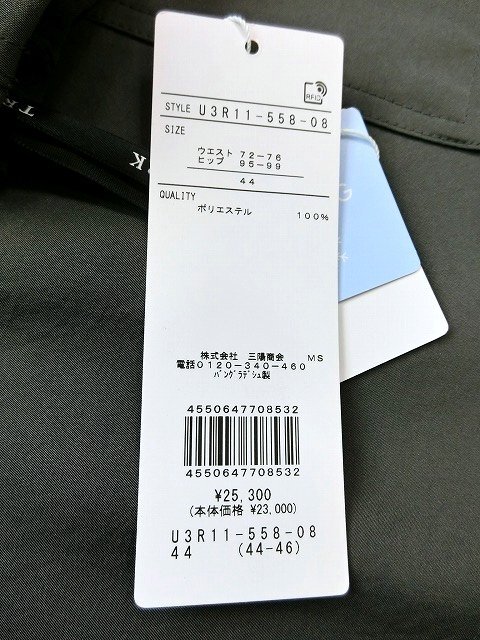 RFID
STYLE U3R11-558-08
SIZE
ウエスト 72-76
ヒップ 95-99
44
QUALITY
ポリエステル 100%
株式会社 三陽商会 MS
電話0120-340-460
ﾊﾞﾝｸﾞﾗﾃﾞｼｭ製
4550647708532
4550647708532
¥25,300
(本体価格 ¥23,000)
U3R11-558-08
44 (44-46)
G
K